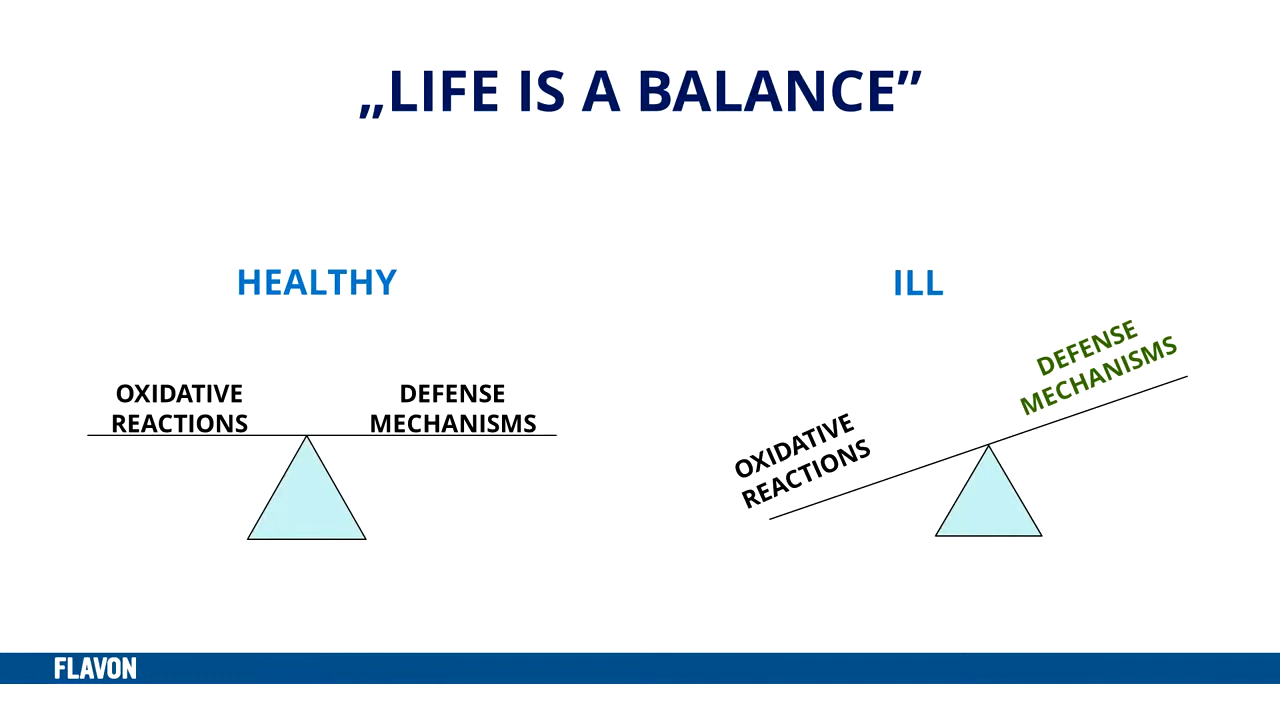 „LIFE IS A BALANCE”
HEALTHY
OXIDATIVE
REACTIONS
DEFENSE
MECHANISMS
ILL
OXIDATIVE
REACTIONS
DEFENSE
MECHANISMS
FLAVON